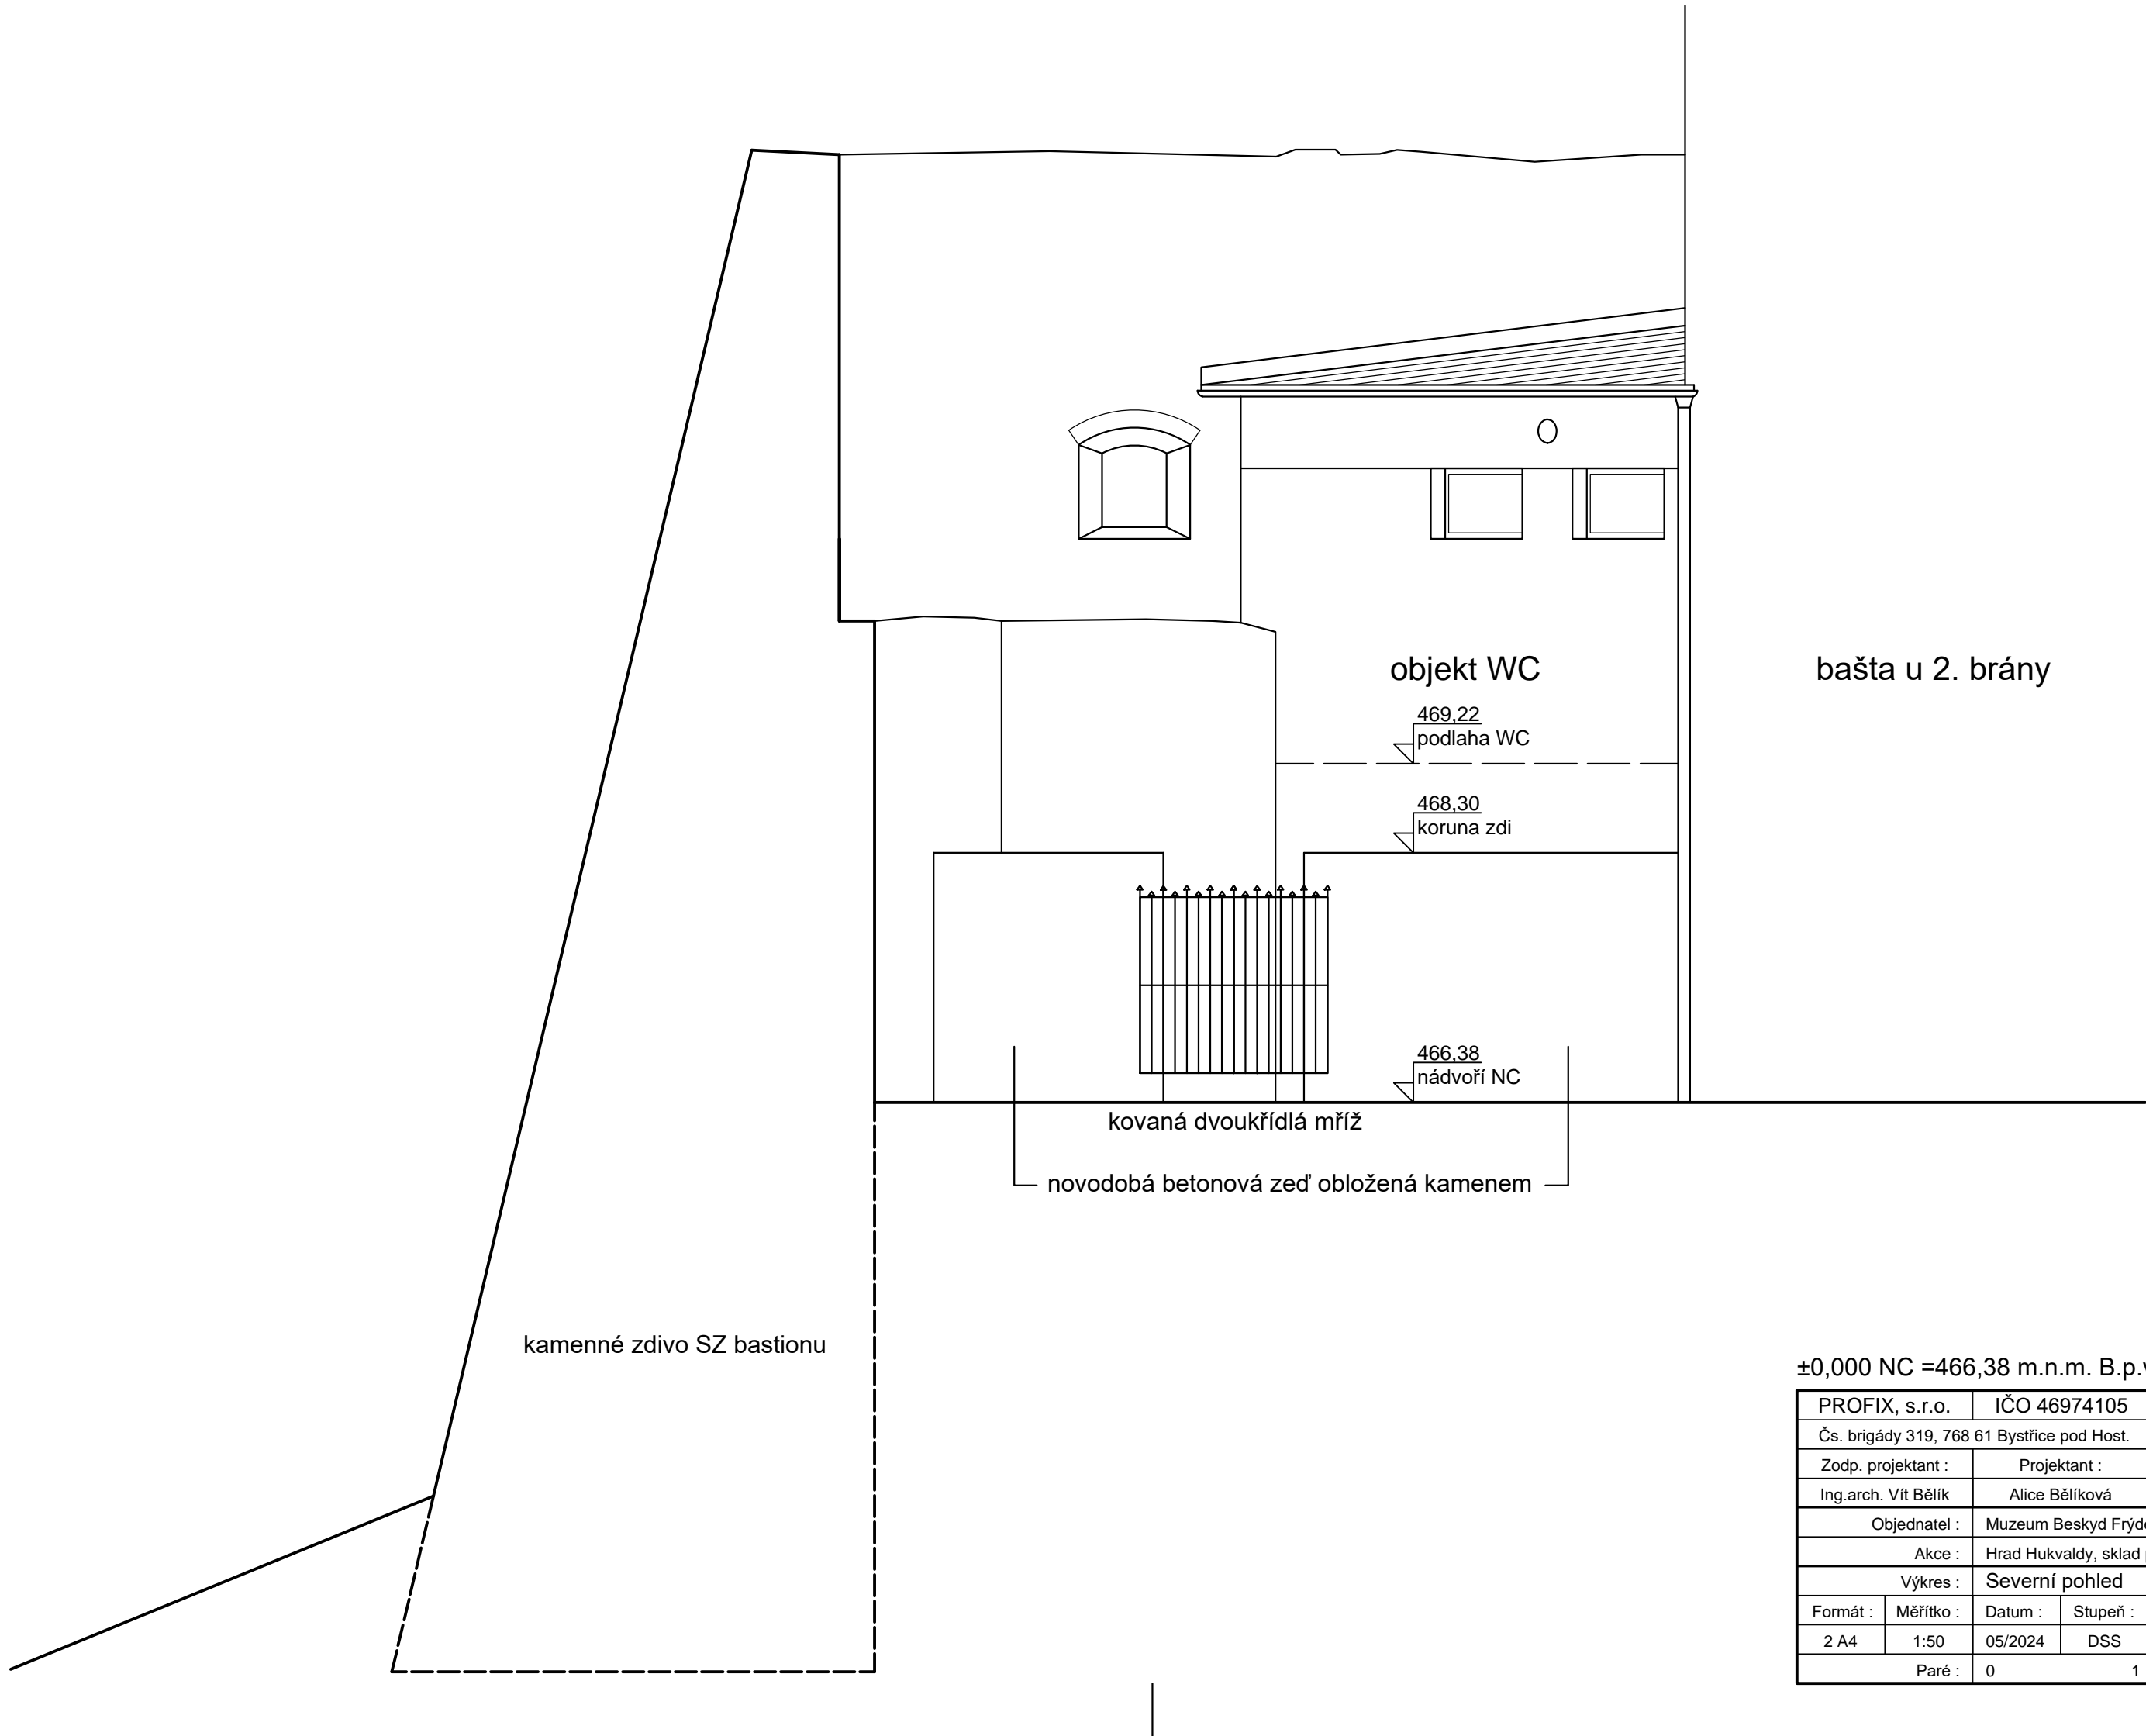 objekt WC
bašta u 2. brány
469,22
podlaha WC
468,30
koruna zdi
466,38
nádvoří NC
kovaná dvoukřídlá mříž
novodobá betonová zeď obložená kamenem
kamenné zdivo SZ bastionu
±0,000 NC =466,38 m.n.m. B.p.v
PROFIX, s.r.o. IČO 46974105
Čs. brigády 319, 768 61 Bystřice pod Host.
Zodp. projektant : Projektant :
Ing.arch. Vít Bělík Alice Bělíková
Objednatel : Muzeum Beskyd
Akce : Hrad Hukvaldy, sklad
Výkres : Severní pohled
Formát : Měřítko : Datum : Stupeň :
2 A4 1:50 05/2024 DSS
Paré : 0 1